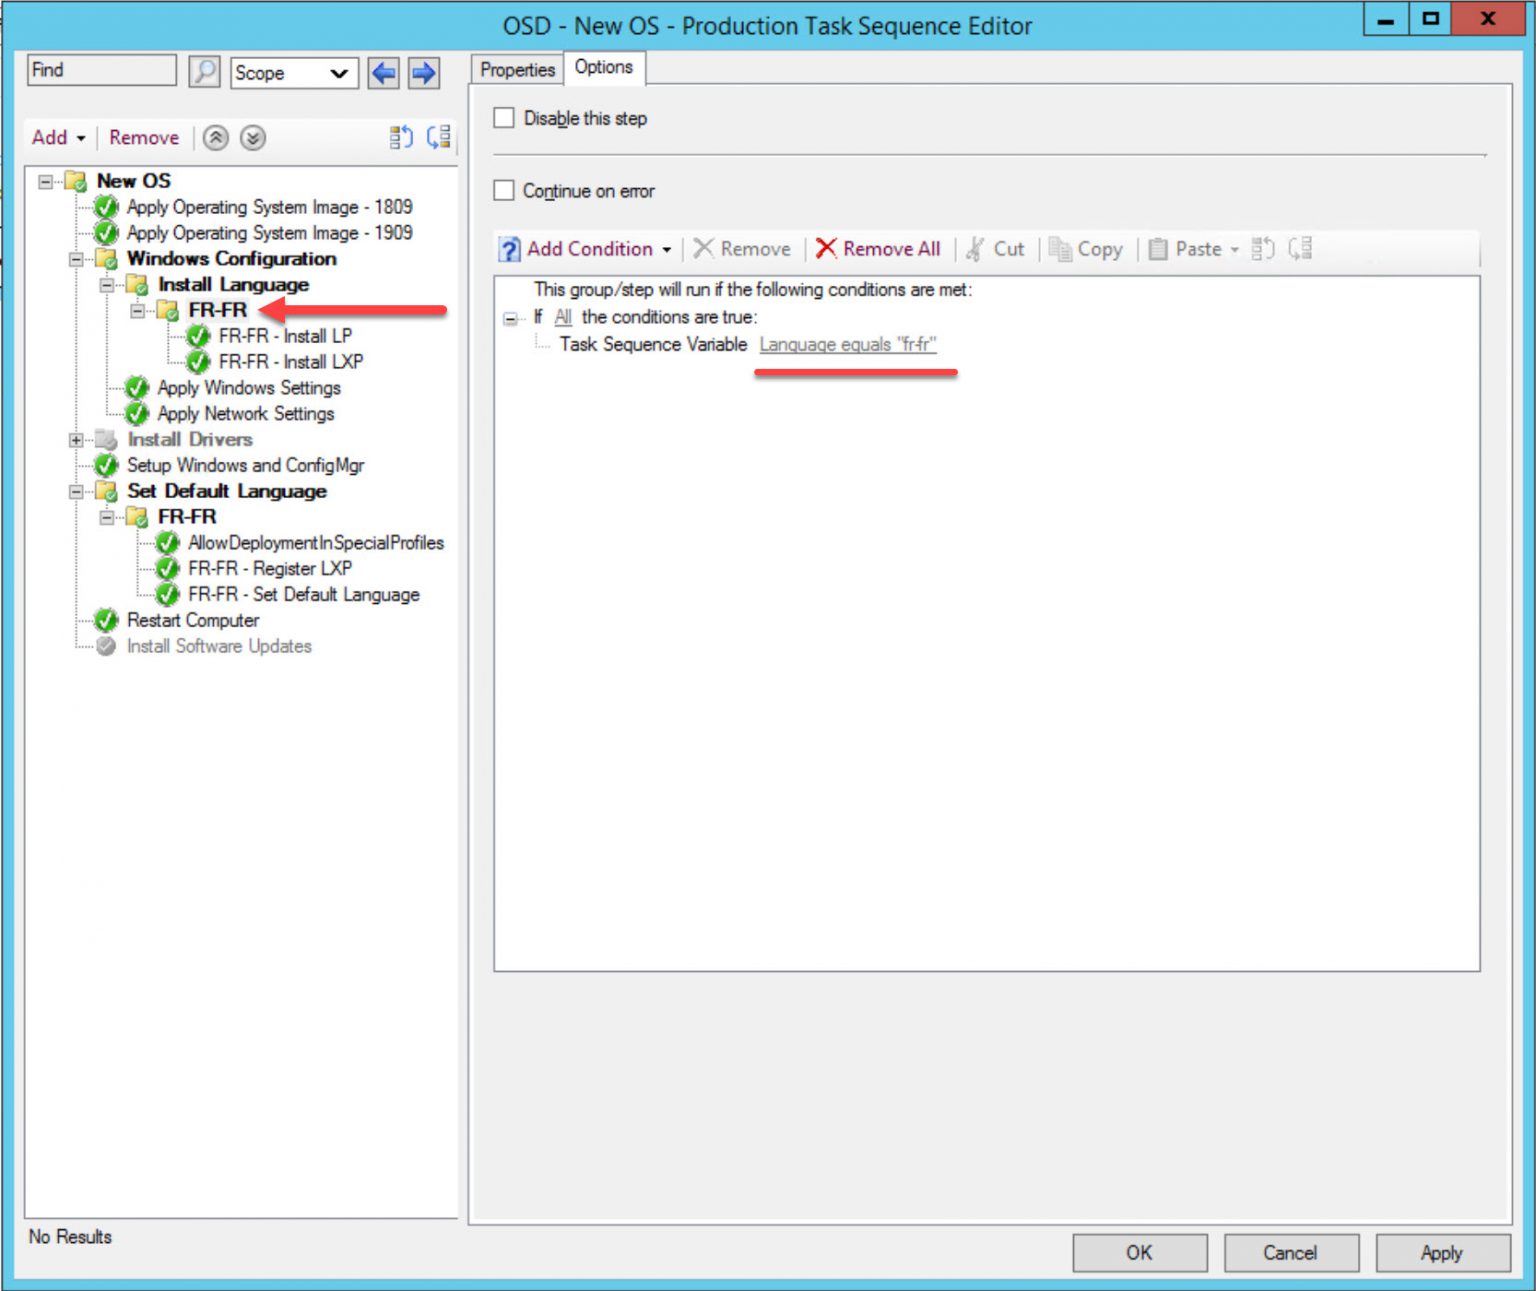 OSD - New OS - Production Task Sequence Editor
Find
Scope
Add
Remove
New OS
Apply Operating System Image - 1809
Apply Operating System Image - 1909
Windows Configuration
Install Language
FR-FR
FR-FR - Install LP
FR-FR - Install LXP
Apply Windows Settings
Apply Network Settings
Install Drivers
Setup Windows and ConfigMgr
Set Default Language
FR-FR
AllowDeploymentInSpecialProfiles
FR-FR - Register LXP
FR-FR - Set Default Language
Restart Computer
Install Software Updates
No Results
Properties
Options
Disable this step
Continue on error
Add Condition
Remove
Remove All
Cut
Copy
Paste
This group/step will run if the following conditions are met:
If All the conditions are true:
Task Sequence Variable Language equals "fr-fr"
OK
Cancel
Apply